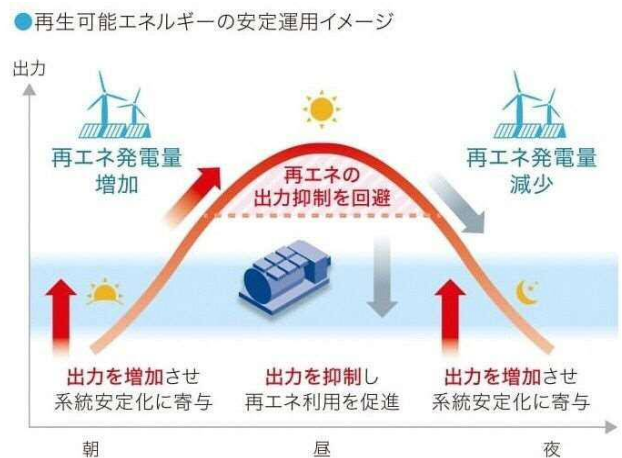 ●再生可能エネルギーの安定運用イメージ
出力
再エネ発電量
増加
再エネの
出力抑制を回避
再エネ発電量
減少
出力を増加させ
系統安定化に寄与
出力を抑制し
再エネ利用を促進
出力を増加させ
系統安定化に寄与
朝
昼
夜